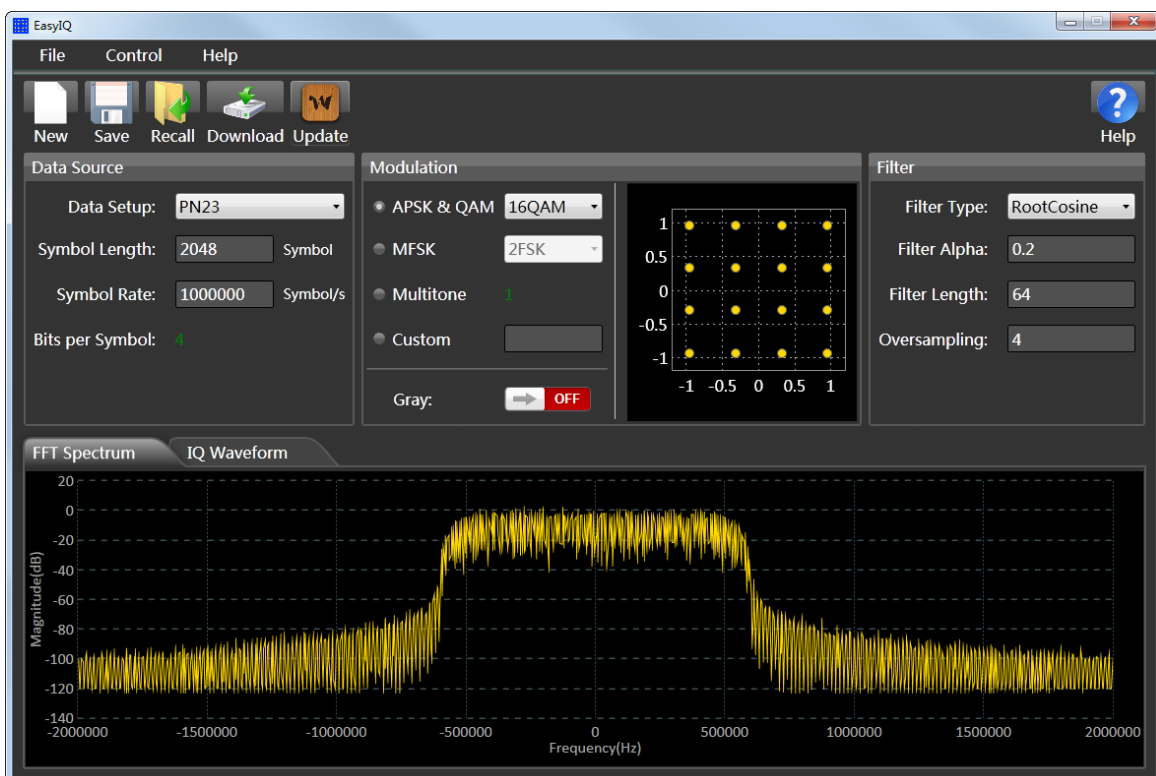 EasyIQ
File Control Help
New Save Recall Download Update Help
Data Source
Data Setup: PN23
Symbol Length: 2048 Symbol
Symbol Rate: 1000000 Symbol/s
Bits per Symbol: 4
Modulation
APSK & QAM 16QAM
MFSK 2FSK
Multitone 1
Custom
Gray: OFF
1
0.5
0
-0.5
-1
-1 -0.5 0 0.5 1
Filter
Filter Type: RootCosine
Filter Alpha: 0.2
Filter Length: 64
Oversampling: 4
FFT Spectrum IQ Waveform
Magnitude(dB)
20
0
-20
-40
-60
-80
-100
-120
-140
-2000000 -1500000 -1000000 -500000 0 500000 1000000 1500000 2000000
Frequency(Hz)